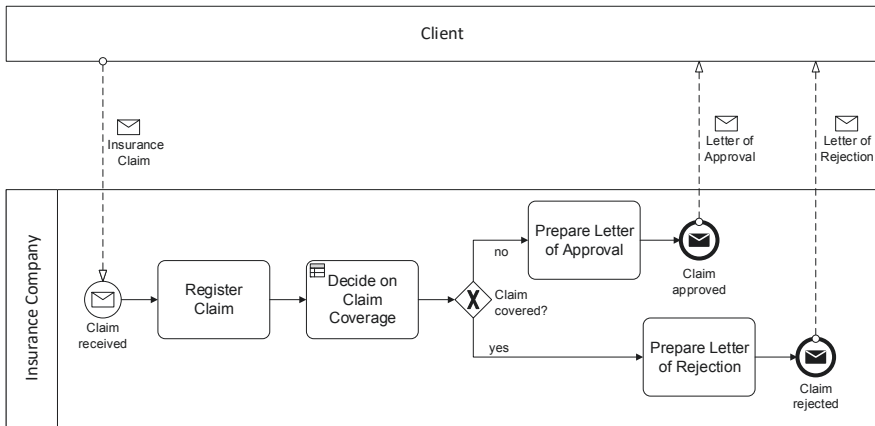 Client
Insurance
Claim
Letter of
Approval
Letter of
Rejection
Insurance Company
Claim
received
Register
Claim
Decide on
Claim
Coverage
Claim
covered?
no
Prepare Letter
of Approval
Claim
approved
yes
Prepare Letter
of Rejection
Claim
rejected